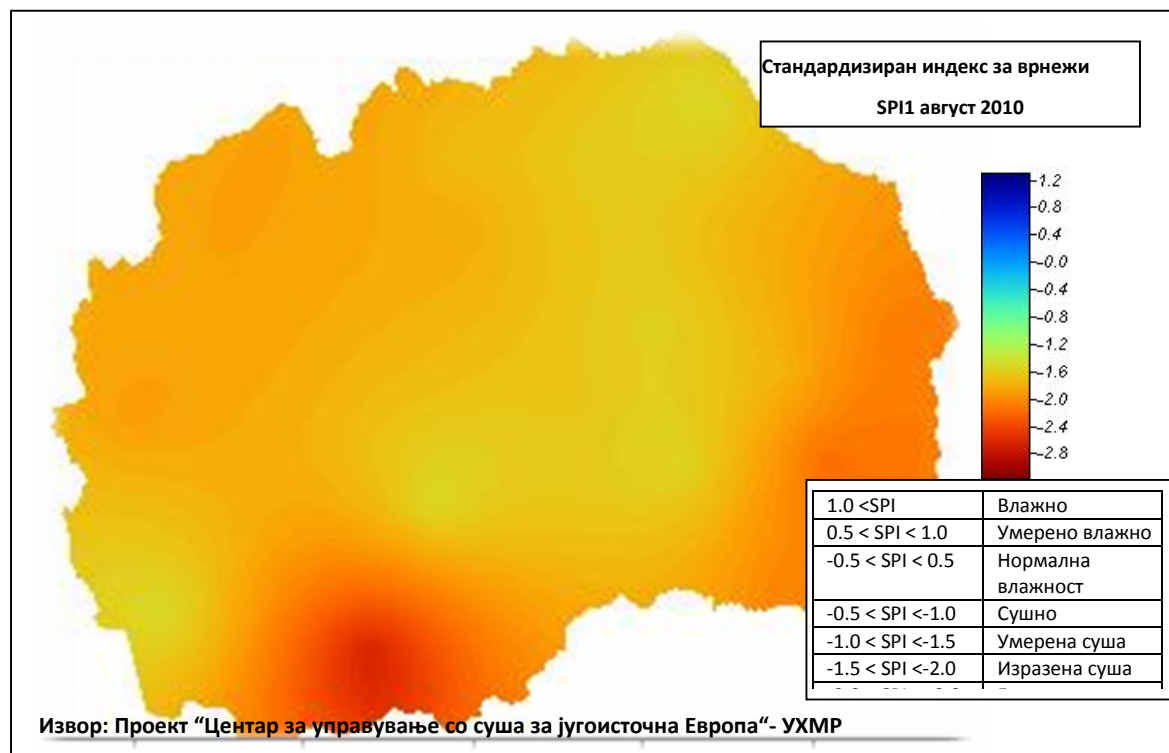 Стандардизиран индекс за врнежи
SPI1 август 2010
1.2
0.8
0.4
-0.0
-0.4
-0.8
-1.2
-1.6
-2.0
-2.4
-2.8
1.0 <SPI Влажно
0.5 < SPI < 1.0 Умерено влажно
-0.5 < SPI < 0.5 Нормална
влажност
-0.5 < SPI <-1.0 Сушно
-1.0 < SPI <-1.5 Умерена суша
-1.5 < SPI <-2.0 Изразена суша
Извор: Проект “Центар за управување со суша за југоисточна Европа“- УХМР